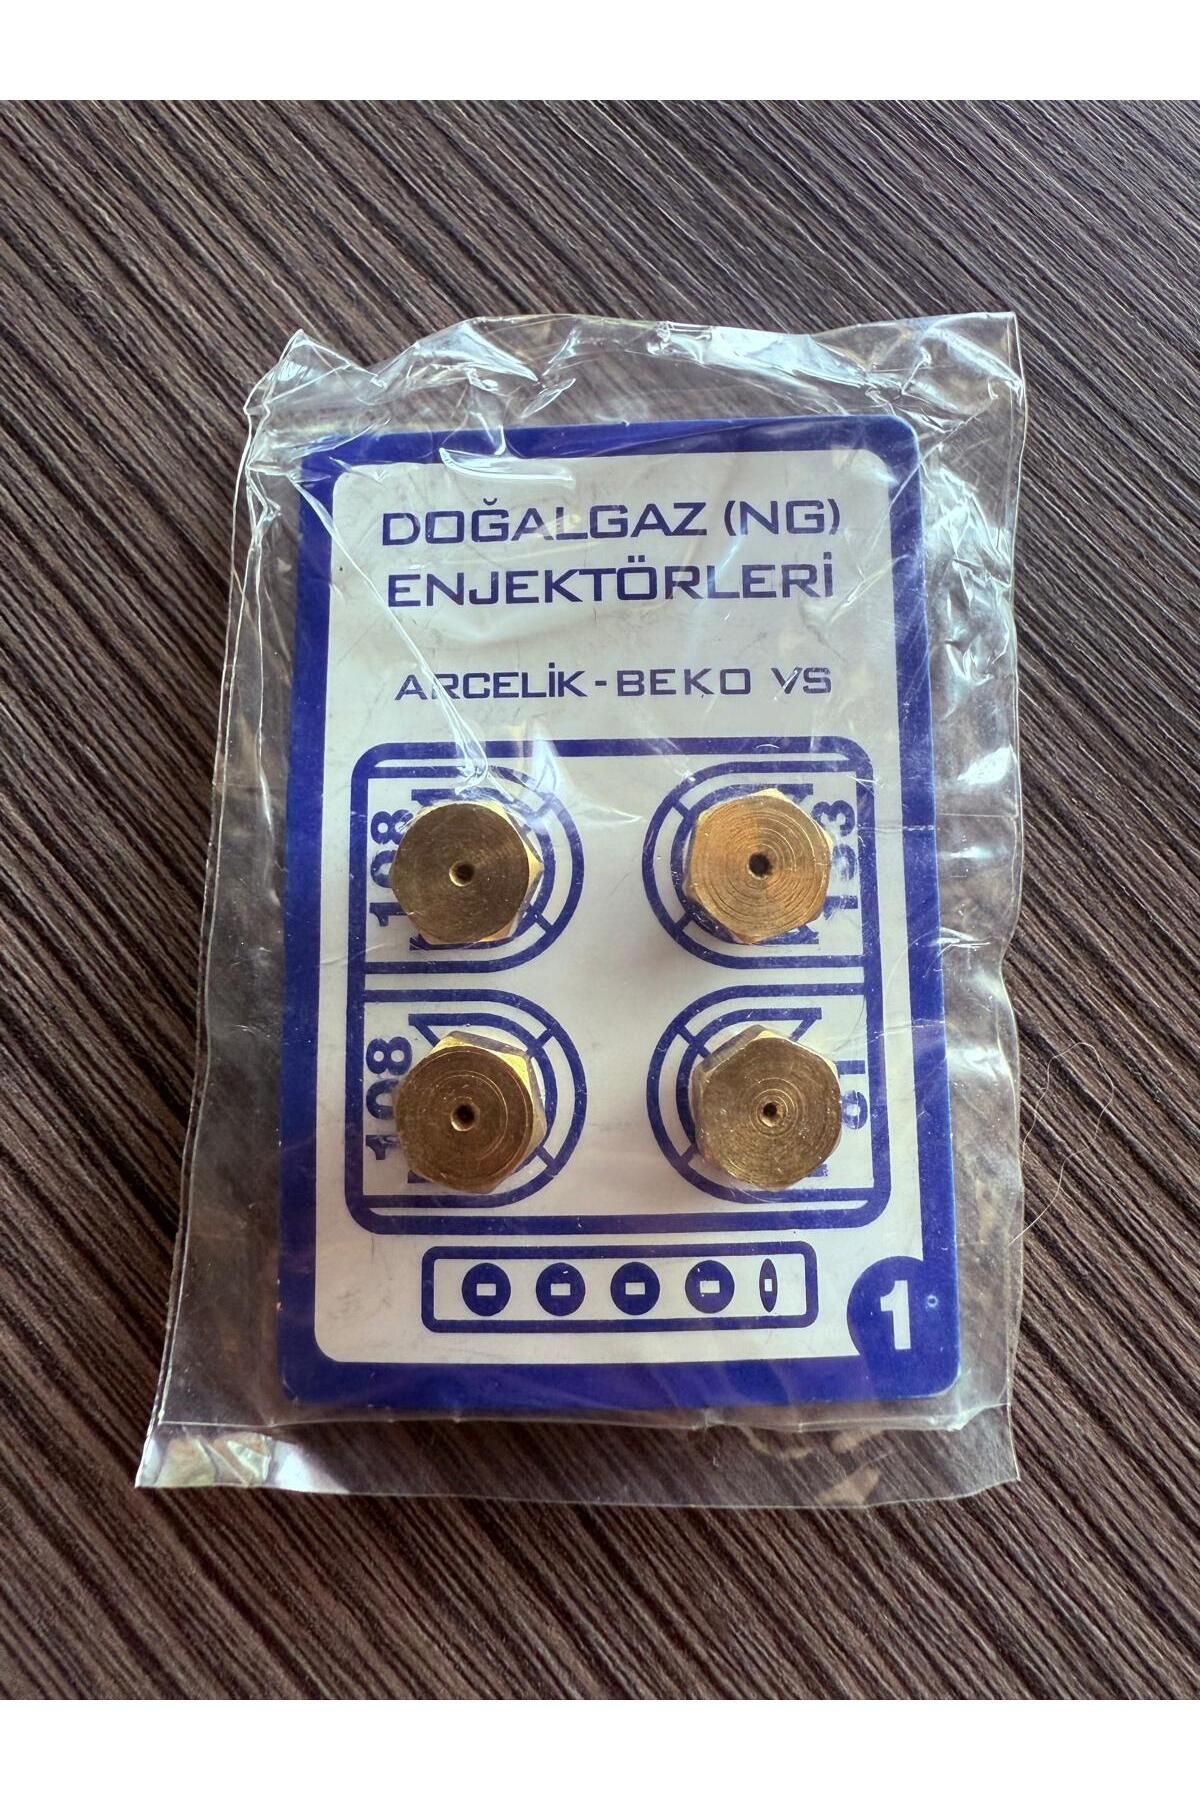 DOĞALGAZ (NG)
ENJEKTÖRLERİ
ARCELİK - BEKO VS
108
133
108
1